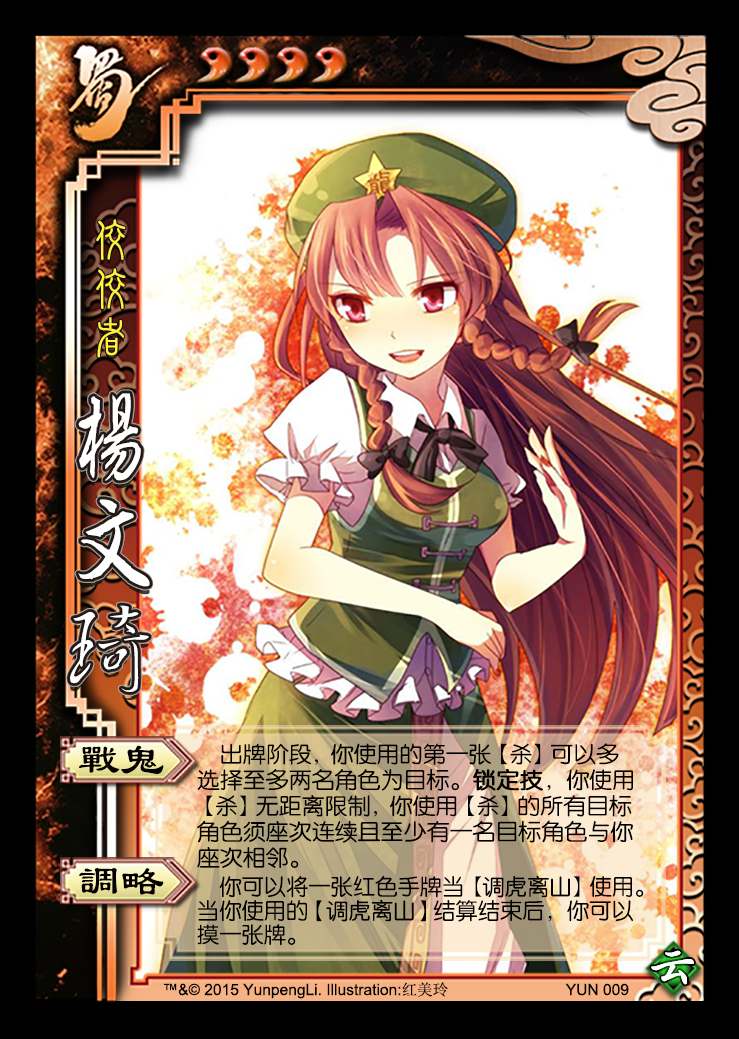 蜀
龍
佼佼者
楊文琦
戰鬼
出牌阶段，你使用的第一张【杀】可以多
选择至多两名角色为目标。锁定技，你使用
【杀】无距离限制，你使用【杀】的所有目标
角色须座次连续且至少有一名目标角色与你
座次相邻。
調略
你可以将一张红色手牌当【调虎离山】使用。
当你使用的【调虎离山】结算结束后，你可以
摸一张牌。
云
™&© 2015 YunpengLi. Illustration:红美玲
YUN 009